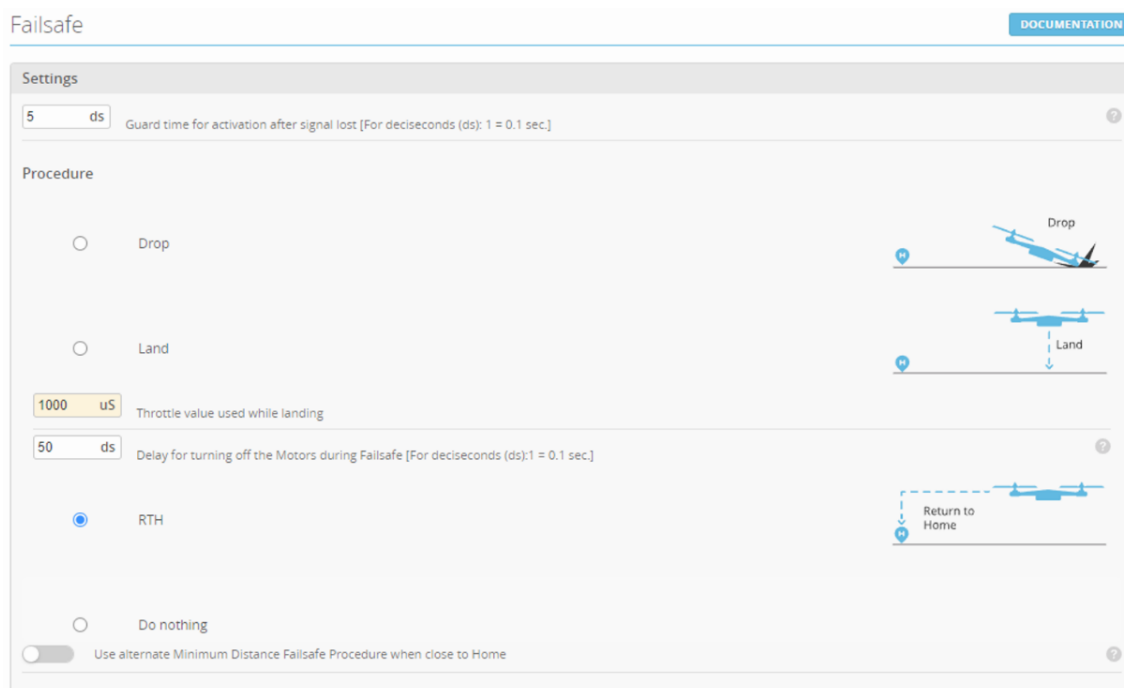 Failsafe
DOCUMENTATION
Settings
5 ds
Guard time for activation after signal lost [For deciseconds (ds): 1 = 0.1 sec.]
?
Procedure
Drop
Drop
H
Land
Land
H
1000 uS
Throttle value used while landing
50 ds
Delay for turning off the Motors during Failsafe [For deciseconds (ds):1 = 0.1 sec.]
?
RTH
Return to
Home
H
Do nothing
Use alternate Minimum Distance Failsafe Procedure when close to Home
?